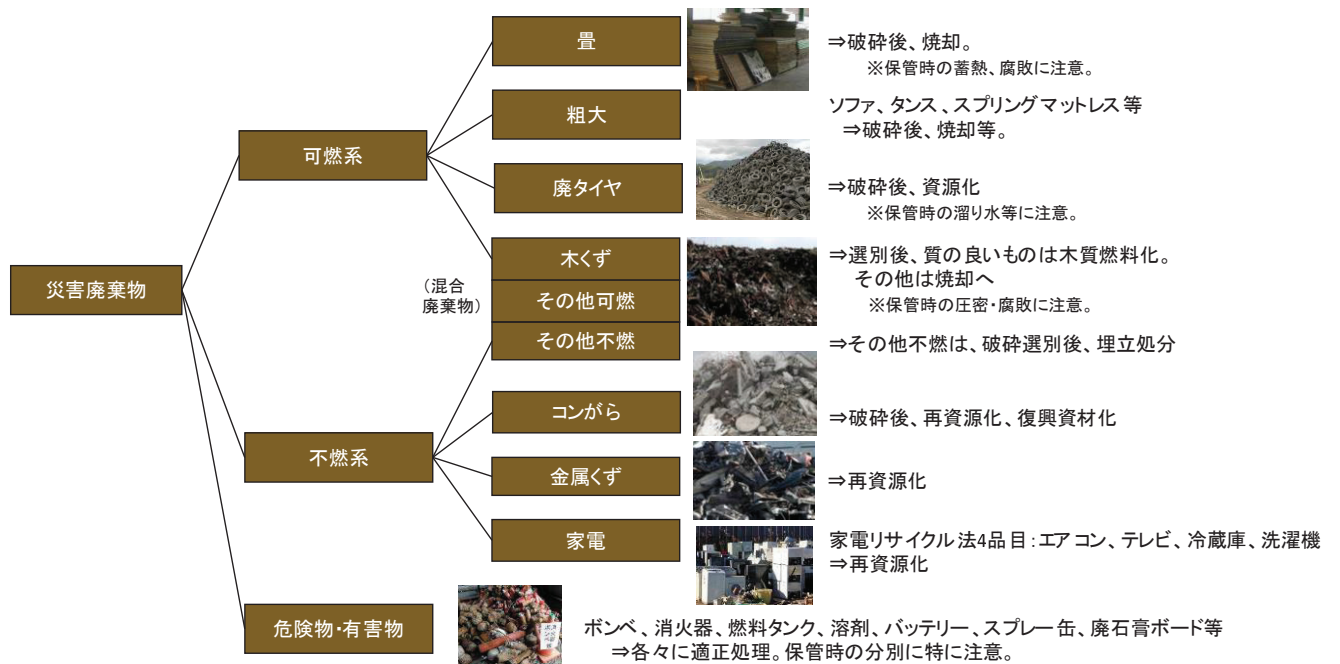 畳
⇒破砕後、焼却。
※保管時の蓄熱、腐敗に注意。
粗大
ソファ、タンス、スプリングマットレス等
⇒破砕後、焼却等。
可燃系
廃タイヤ
⇒破砕後、資源化
※保管時の溜り水等に注意。
災害廃棄物
（混合
廃棄物）
木くず
その他可燃
その他不燃
⇒選別後、質の良いものは木質燃料化。
その他は焼却へ
※保管時の圧密・腐敗に注意。
⇒その他不燃は、破砕選別後、埋立処分
コンがら
⇒破砕後、再資源化、復興資材化
不燃系
金属くず
⇒再資源化
家電
家電リサイクル法4品目：エアコン、テレビ、冷蔵庫、洗濯機
⇒再資源化
危険物・有害物
ボンベ、消火器、燃料タンク、溶剤、バッテリー、スプレー缶、廃石膏ボード等
⇒各々に適正処理。保管時の分別に特に注意。